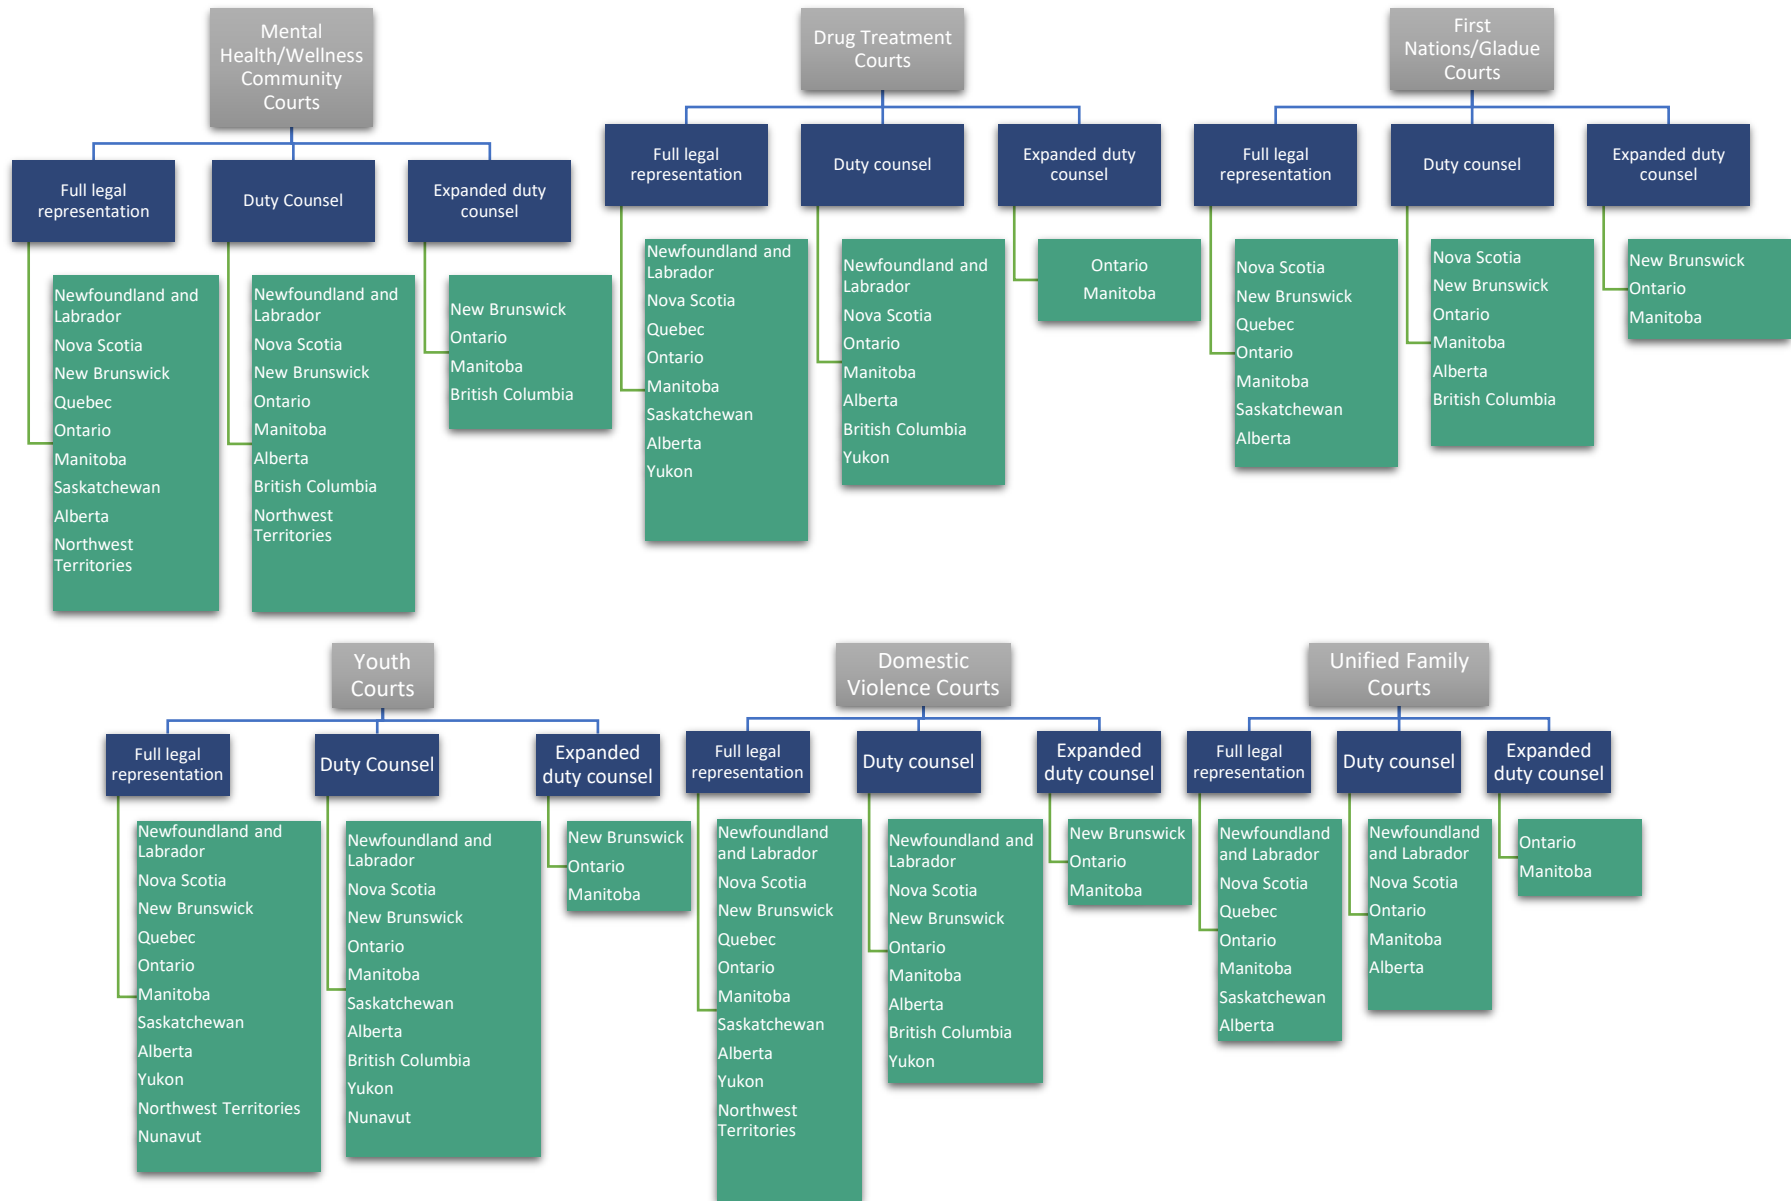 Mental
Health/Wellness
Community
Courts
Full legal
representation
Newfoundland and
Labrador
Nova Scotia
New Brunswick
Quebec
Ontario
Manitoba
Saskatchewan
Alberta
Northwest
Territories
Duty Counsel
Newfoundland and
Labrador
Nova Scotia
New Brunswick
Ontario
Manitoba
Alberta
British Columbia
Northwest
Territories
Expanded duty
counsel
New Brunswick
Ontario
Manitoba
British Columbia
Drug Treatment
Courts
Full legal
representation
Newfoundland and
Labrador
Nova Scotia
Quebec
Ontario
Manitoba
Saskatchewan
Alberta
Yukon
Duty counsel
Newfoundland and
Labrador
Nova Scotia
Ontario
Manitoba
Alberta
British Columbia
Yukon
Expanded duty
counsel
Ontario
Manitoba
First
Nations/Gladue
Courts
Full legal
representation
Nova Scotia
New Brunswick
Quebec
Ontario
Manitoba
Saskatchewan
Alberta
Duty counsel
Nova Scotia
New Brunswick
Ontario
Manitoba
Alberta
British Columbia
Expanded duty
counsel
New Brunswick
Ontario
Manitoba
Youth
Courts
Full legal
representation
Newfoundland and
Labrador
Nova Scotia
New Brunswick
Quebec
Ontario
Manitoba
Saskatchewan
Alberta
Yukon
Northwest Territories
Nunavut
Duty Counsel
Newfoundland and
Labrador
Nova Scotia
New Brunswick
Ontario
Manitoba
Saskatchewan
Alberta
British Columbia
Yukon
Nunavut
Expanded
duty counsel
New Brunswick
Ontario
Manitoba
Domestic
Violence Courts
Full legal
representation
Newfoundland
and Labrador
Nova Scotia
New Brunswick
Quebec
Ontario
Manitoba
Saskatchewan
Alberta
Yukon
Northwest
Territories
Duty counsel
Newfoundland and
Labrador
Nova Scotia
New Brunswick
Ontario
Manitoba
Alberta
British Columbia
Yukon
Expanded
duty counsel
New Brunswick
Ontario
Manitoba
Unified Family
Courts
Full legal
representation
Newfoundland
and Labrador
Nova Scotia
Quebec
Ontario
Manitoba
Saskatchewan
Alberta
Duty counsel
Newfoundland
and Labrador
Nova Scotia
Ontario
Manitoba
Alberta
Expanded
duty counsel
Ontario
Manitoba